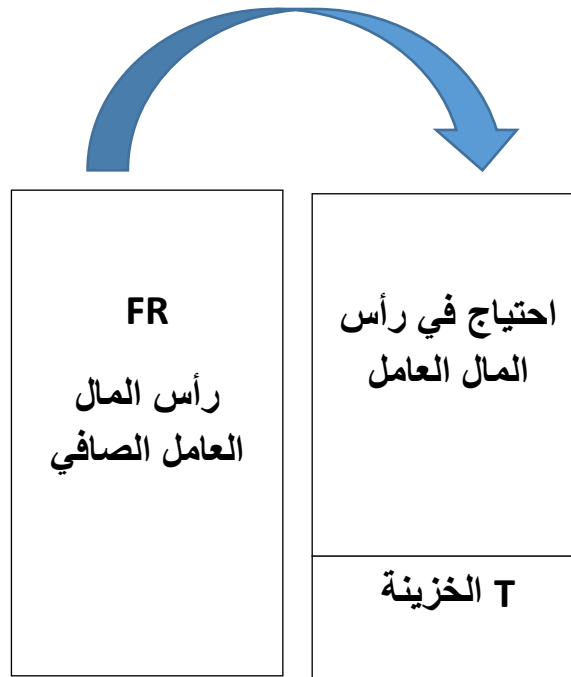 FR
رأس المال
العامل الصافي
احتياج في رأس
المال العامل
T الخزينة